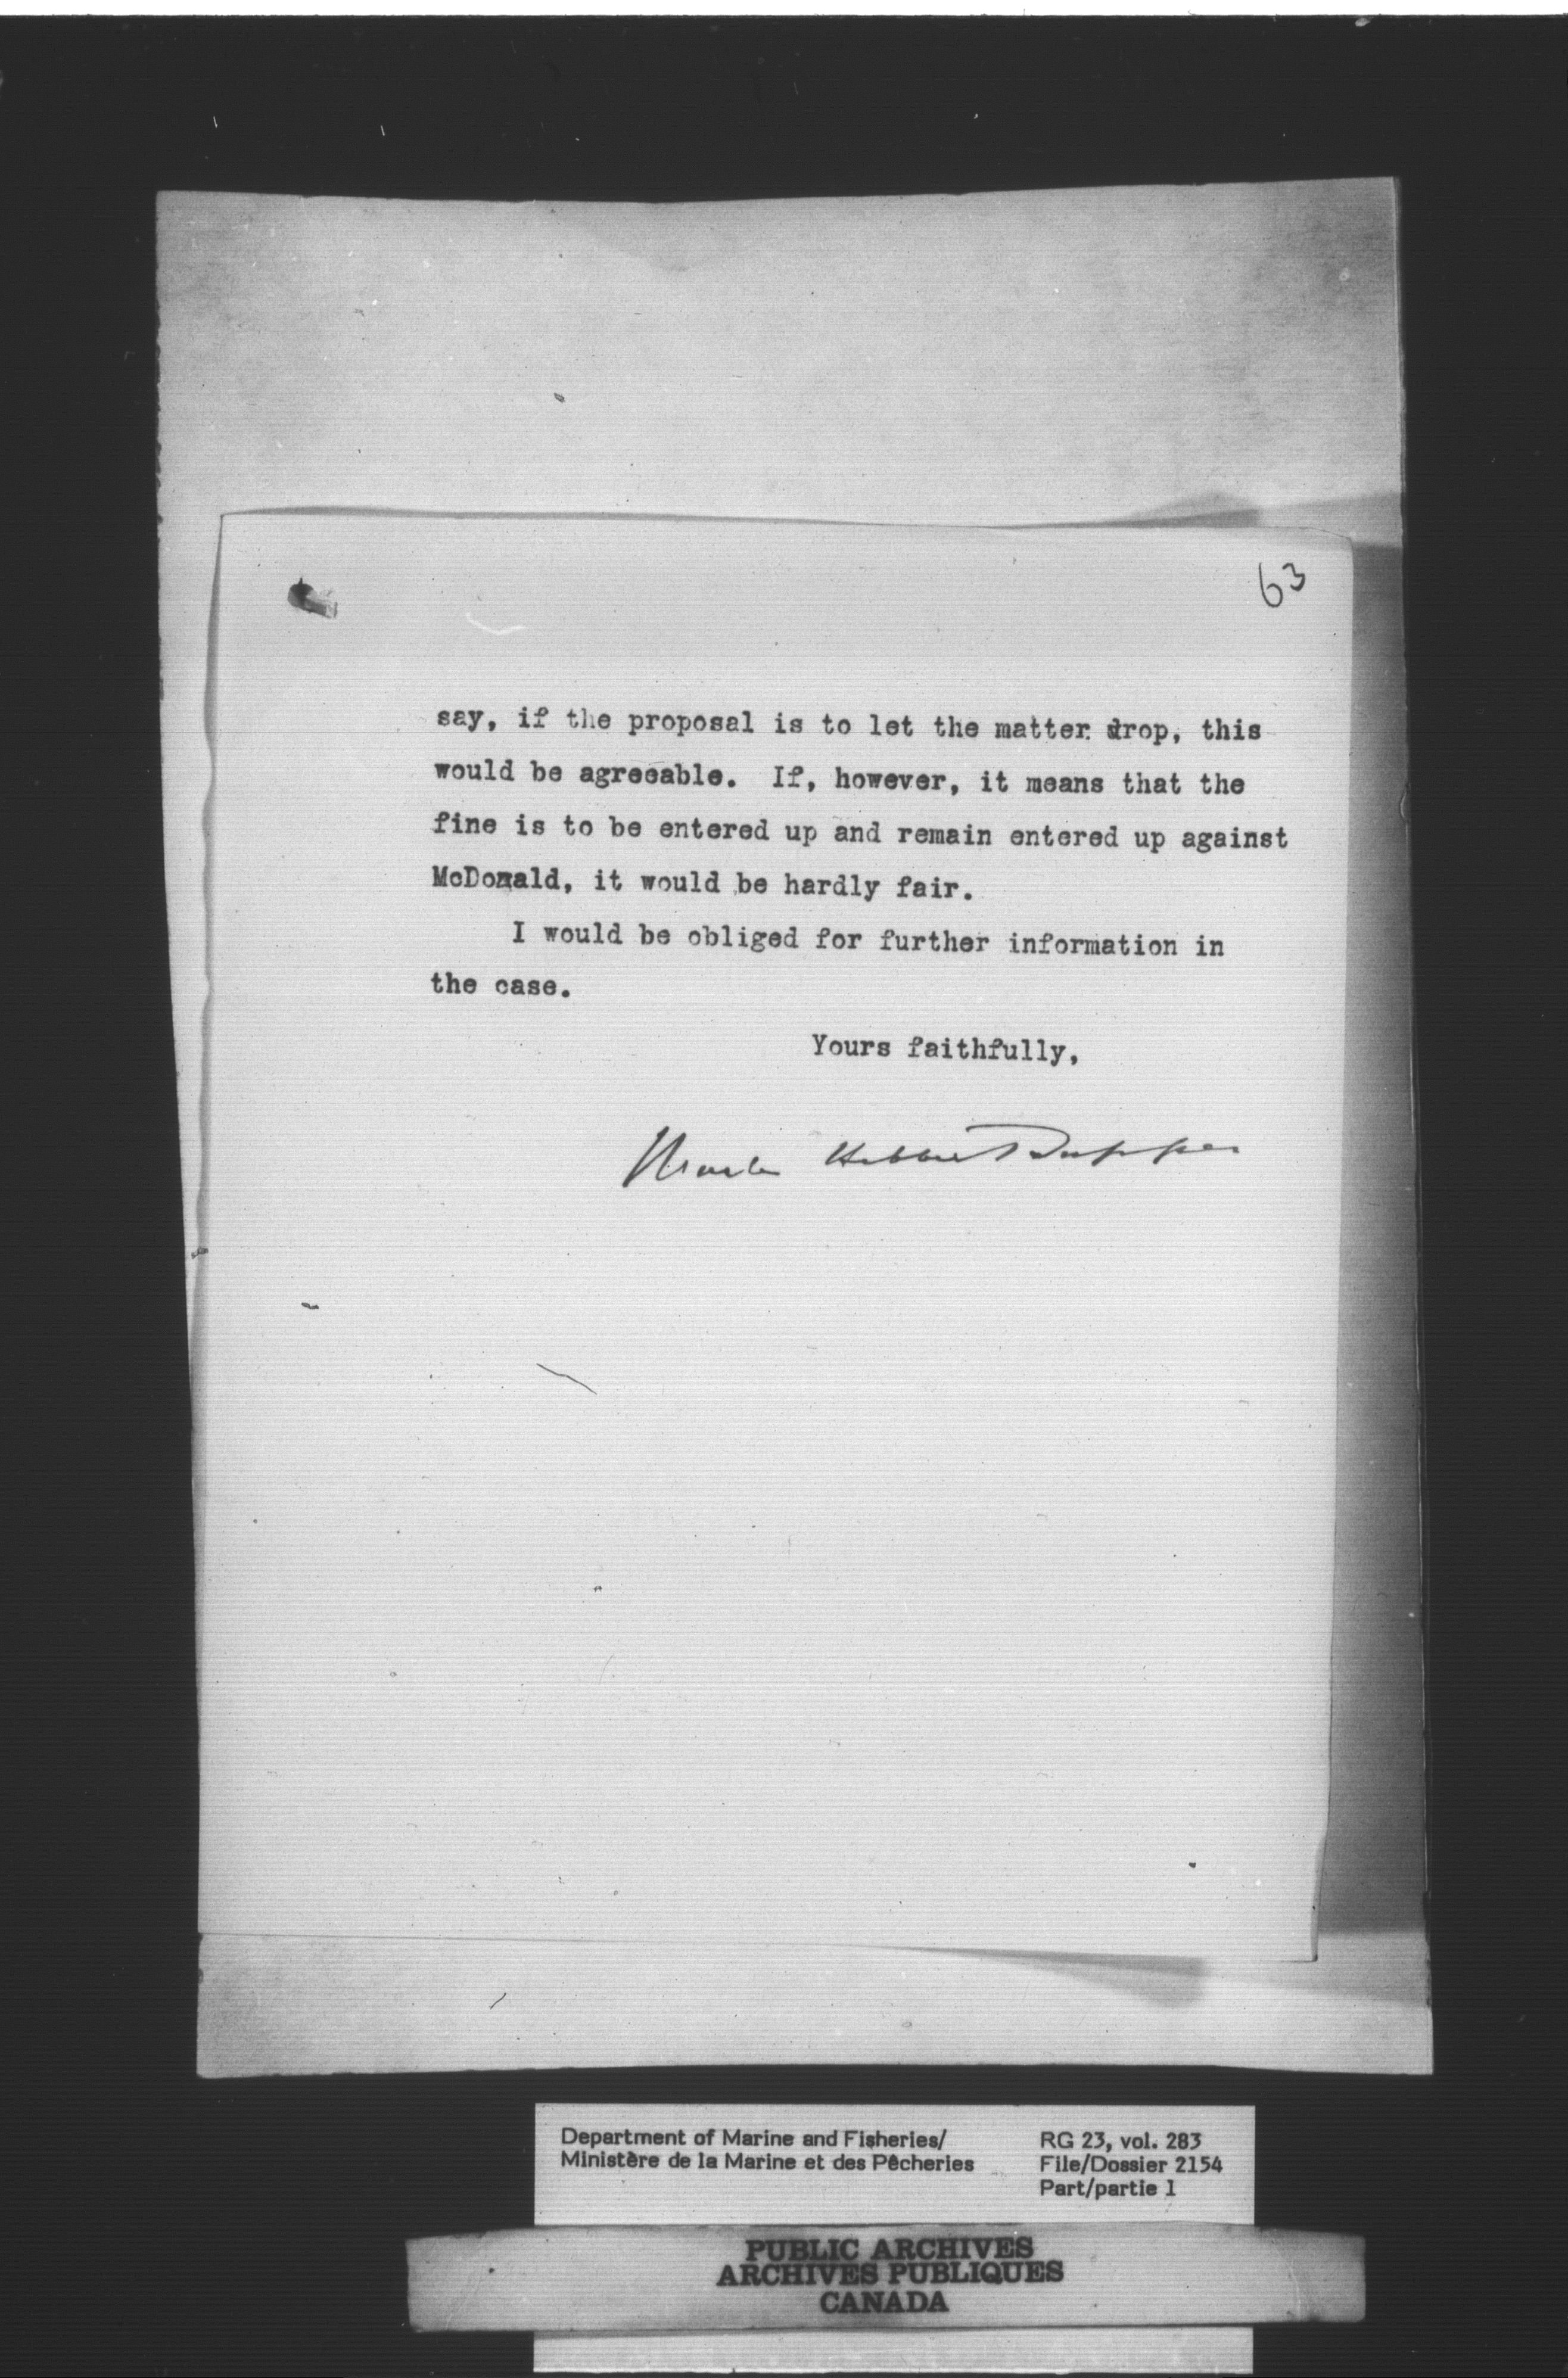 63
say, if the proposal is to let the matter drop, this
would be agreeable. If, however, it means that the
fine is to be entered up and remain entered up against
McDonald, it would be hardly fair.
I would be obliged for further information in
the case.
Yours faithfully,
Charles Hibbert Tupper
Department of Marine and Fisheries/
Ministère de la Marine et des Pêcheries
RG 23, vol. 283
File/Dossier 2154
Part/partie 1
PUBLIC ARCHIVES
ARCHIVES PUBLIQUES
CANADA